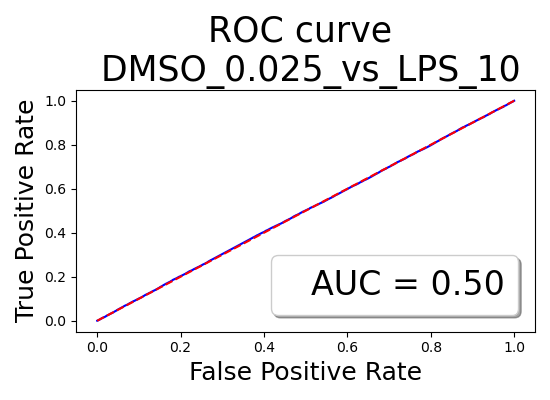 ROC curve
DMSO_0.025_vs_LPS_10
True Positive Rate
1.0
0.8
0.6
0.4
0.2
0.0
AUC = 0.50
0.0 0.2 0.4 0.6 0.8 1.0
False Positive Rate